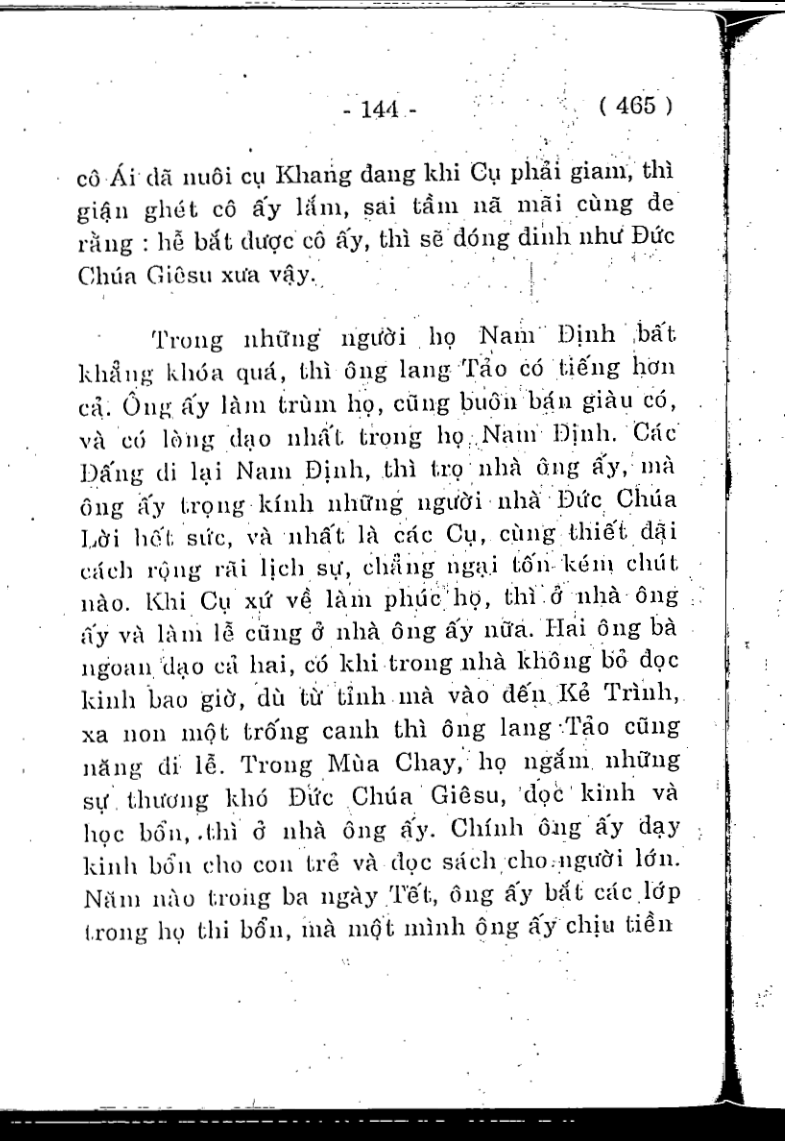 - 144 - ( 465 )
cô Ái đã nuôi cụ Khang đang khi Cụ phải giam, thì
giận ghét cô ấy lắm, sai tầm nã mãi cùng đe
rằng : hễ bắt được cô ấy, thì sẽ đóng đinh như Đức
Chúa Giêsu xưa vậy.
Trong những người họ Nam Định bất
khẳng khóa quá, thì ông lang Tảo có tiếng hơn
cả. Ông ấy làm trùm họ, cũng buôn bán giàu có,
và có lòng đạo nhất trong họ Nam Định. Các
Đấng đi lại Nam Định, thì trọ nhà ông ấy, mà
ông ấy trọng kính những người nhà Đức Chúa
Lời hết sức, và nhất là các Cụ, cùng thiết đãi
cách rộng rãi lịch sự, chẳng ngại tốn kém chút
nào. Khi Cụ xứ về làm phúc họ, thì ở nhà ông
ấy và làm lễ cũng ở nhà ông ấy nữa. Hai ông bà
ngoan đạo cả hai, có khi trong nhà không bỏ đọc
kinh bao giờ, dù từ tỉnh mà vào đến Kẻ Trình,
xa non một trống canh thì ông lang Tảo cũng
năng đi lễ. Trong Mùa Chay, họ ngắm những
sự thương khó Đức Chúa Giêsu, đọc kinh và
học bổn, thì ở nhà ông ấy. Chính ông ấy dạy
kinh bổn cho con trẻ và đọc sách cho người lớn.
Năm nào trong ba ngày Tết, ông ấy bắt các lớp
trong họ thi bổn, mà một mình ông ấy chịu tiền